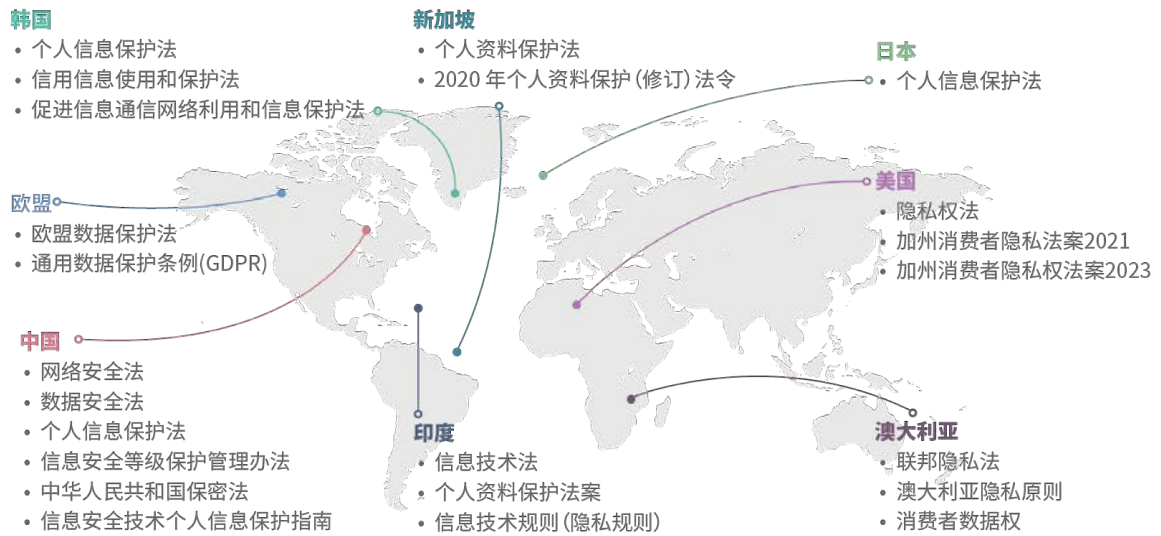 韩国
• 个人信息保护法
• 信用信息使用和保护法
• 促进信息通信网络利用和信息保护法
新加坡
• 个人资料保护法
• 2020 年个人资料保护（修订）法令
日本
• 个人信息保护法
欧盟
• 欧盟数据保护法
• 通用数据保护条例(GDPR)
美国
• 隐私权法
• 加州消费者隐私法案2021
• 加州消费者隐私权法案2023
中国
• 网络安全法
• 数据安全法
• 个人信息保护法
• 信息安全等级保护管理办法
• 中华人民共和国保密法
• 信息安全技术个人信息保护指南
印度
• 信息技术法
• 个人资料保护法案
• 信息技术规则（隐私规则）
澳大利亚
• 联邦隐私法
• 澳大利亚隐私原则
• 消费者数据权